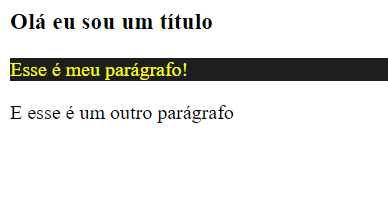 Olá eu sou um título
Esse é meu parágrafo!
E esse é um outro parágrafo